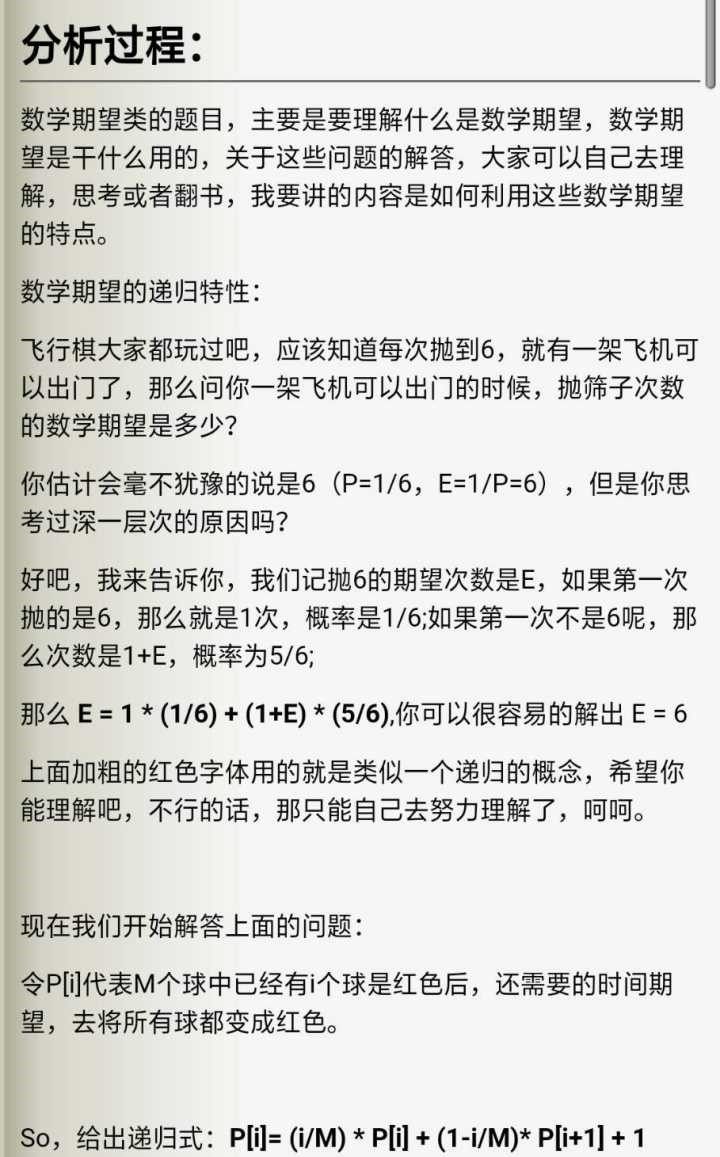 分析过程：
数学期望类的题目，主要是要理解什么是数学期望，数学期
望是干什么用的，关于这些问题的解答，大家可以自己去理
解，思考或者翻书，我要讲的内容是如何利用这些数学期望
的特点。
数学期望的递归特性：
飞行棋大家都玩过吧，应该知道每次抛到6，就有一架飞机可
以出门了，那么问你一架飞机可以出门的时候，抛筛子次数
的数学期望是多少？
你估计会毫不犹豫的说是6（P=1/6，E=1/P=6），但是你思
考过深一层次的原因吗？
好吧，我来告诉你，我们记抛6的期望次数是E，如果第一次
抛的是6，那么就是1次，概率是1/6;如果第一次不是6呢，那
么次数是1+E，概率为5/6;
那么 E = 1 * (1/6) + (1+E) * (5/6),你可以很容易的解出 E = 6
上面加粗的红色字体用的就是类似一个递归的概念，希望你
能理解吧，不行的话，那只能自己去努力理解了，呵呵。
现在我们开始解答上面的问题：
令P[i]代表M个球中已经有i个球是红色后，还需要的时间期
望，去将所有球都变成红色。
So，给出递归式：P[i]= (i/M) * P[i] + (1-i/M)* P[i+1] + 1